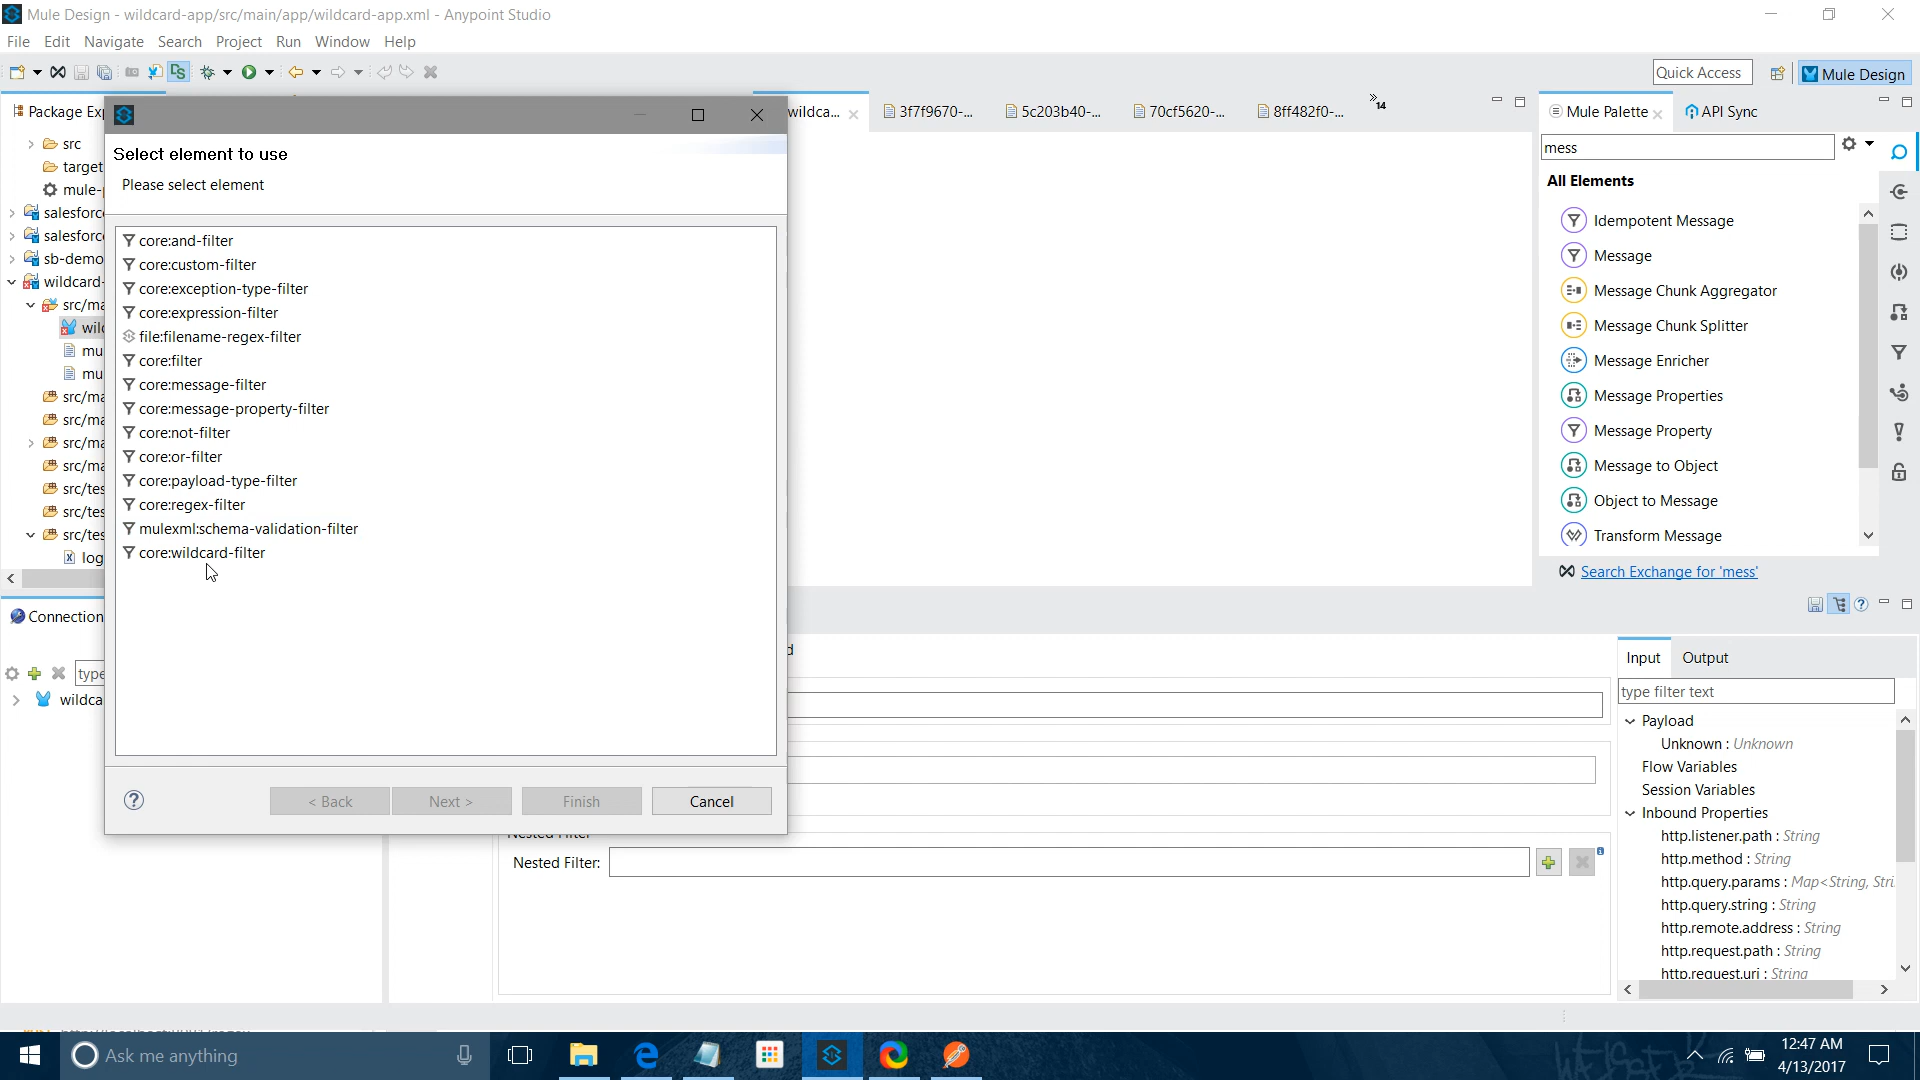 Mule Design - wildcard-app/src/main/app/wildcard-app.xml - Anypoint Studio
File Edit Navigate Search Project Run Window Help
Quick Access
Mule Design
Package Exp
wildca...
3f7f9670-...
5c203b40-...
70cf5620-...
8ff482f0-...
14
Mule Palette
API Sync
src
target
mule-p
salesforc
salesforc
sb-demo
wildcard-
src/ma
wild
mu
mu
src/ma
src/ma
src/ma
src/ma
src/tes
src/tes
src/tes
log
Select element to use
Please select element
core:and-filter
core:custom-filter
core:exception-type-filter
core:expression-filter
file:filename-regex-filter
core:filter
core:message-filter
core:message-property-filter
core:not-filter
core:or-filter
core:payload-type-filter
core:regex-filter
mulexml:schema-validation-filter
core:wildcard-filter
< Back
Next >
Finish
Cancel
mess
All Elements
Idempotent Message
Message
Message Chunk Aggregator
Message Chunk Splitter
Message Enricher
Message Properties
Message Property
Message to Object
Object to Message
Transform Message
Search Exchange for 'mess'
Connection
type
wildca
d
Nested Filter
Nested Filter:
Input
Output
type filter text
Payload
Unknown : Unknown
Flow Variables
Session Variables
Inbound Properties
http.listener.path : String
http.method : String
http.query.params : Map<String, Stri
http.query.string : String
http.remote.address : String
http.request.path : String
http.request.uri : String
Ask me anything
12:47 AM
4/13/2017